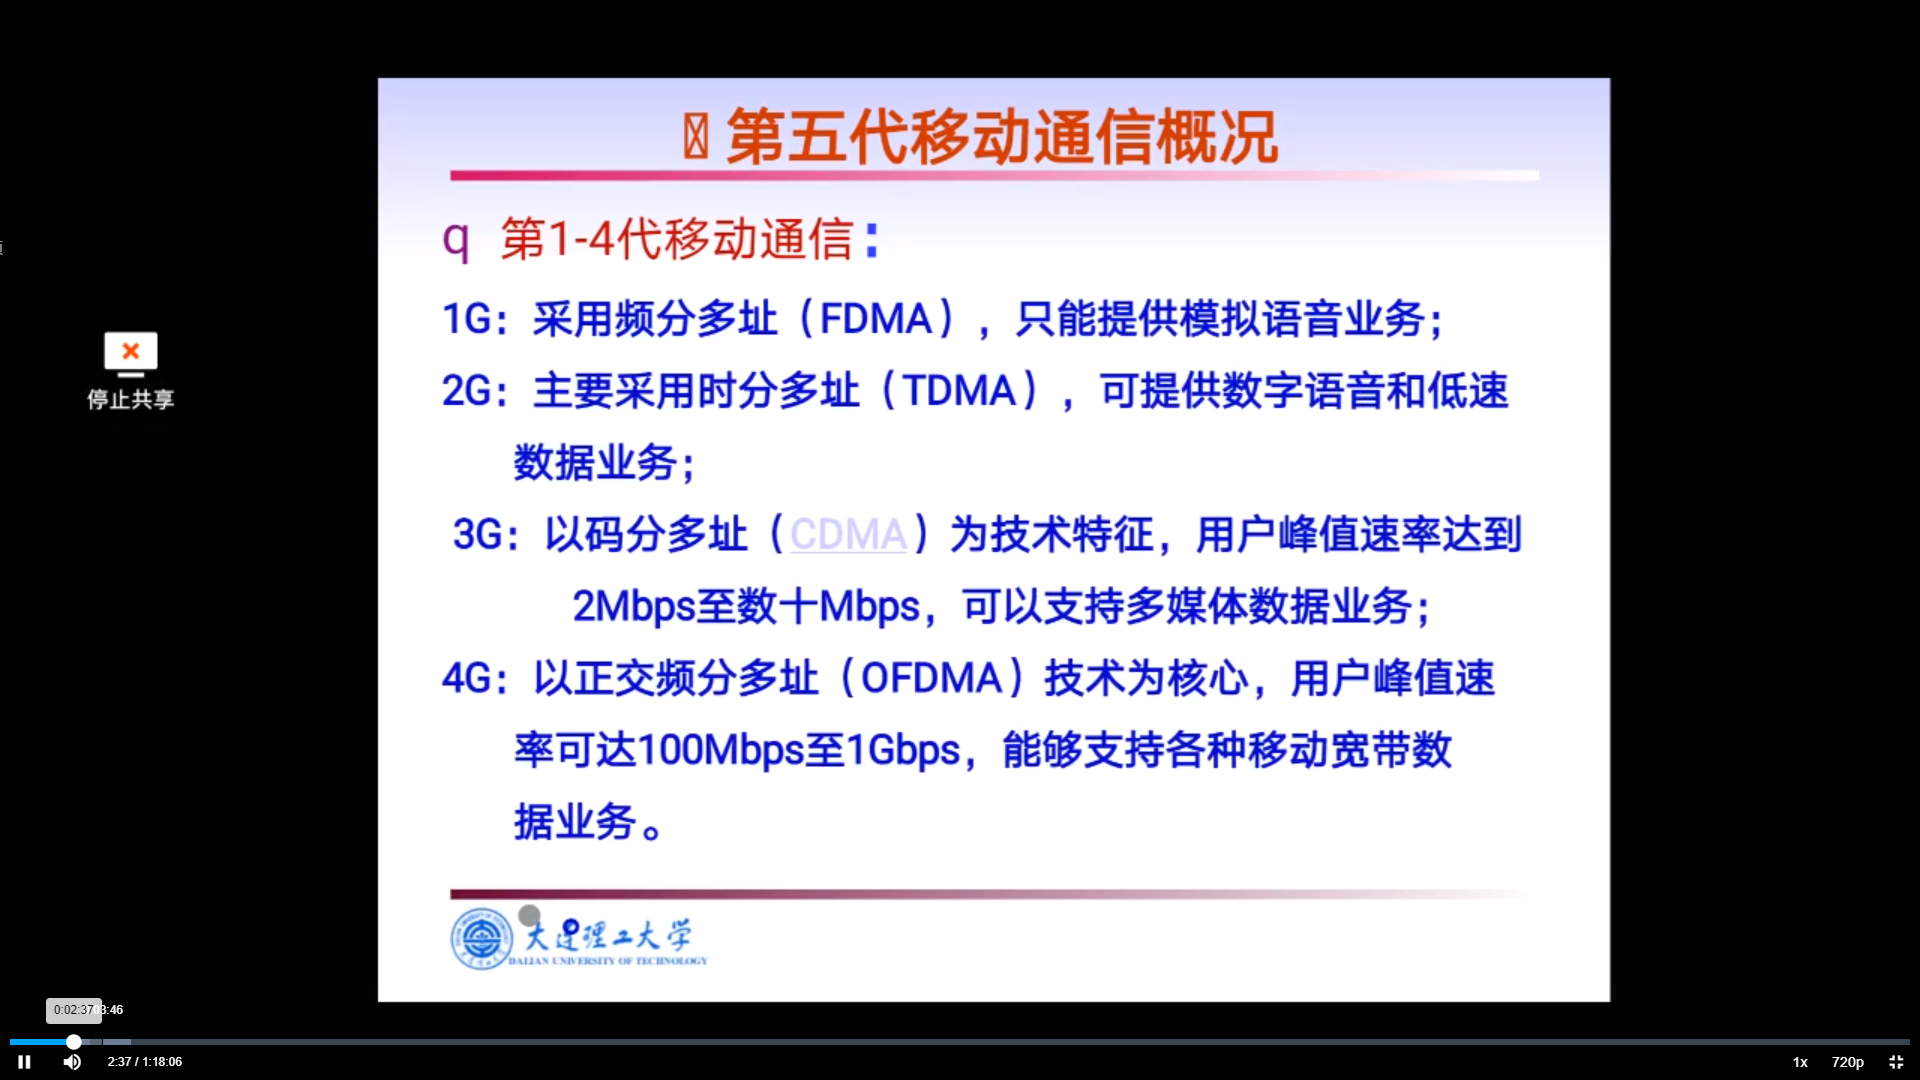 第五代移动通信概况
q 第1-4代移动通信：
1G：采用频分多址（FDMA），只能提供模拟语音业务；
2G：主要采用时分多址（TDMA），可提供数字语音和低速
数据业务；
3G：以码分多址（CDMA）为技术特征，用户峰值速率达到
2Mbps至数十Mbps，可以支持多媒体数据业务；
4G：以正交频分多址（OFDMA）技术为核心，用户峰值速
率可达100Mbps至1Gbps，能够支持各种移动宽带数
据业务。
停止共享
大连理工大学
DALIAN UNIVERSITY OF TECHNOLOGY
0:02:37
03:46
2:37 / 1:18:06
1x
720p